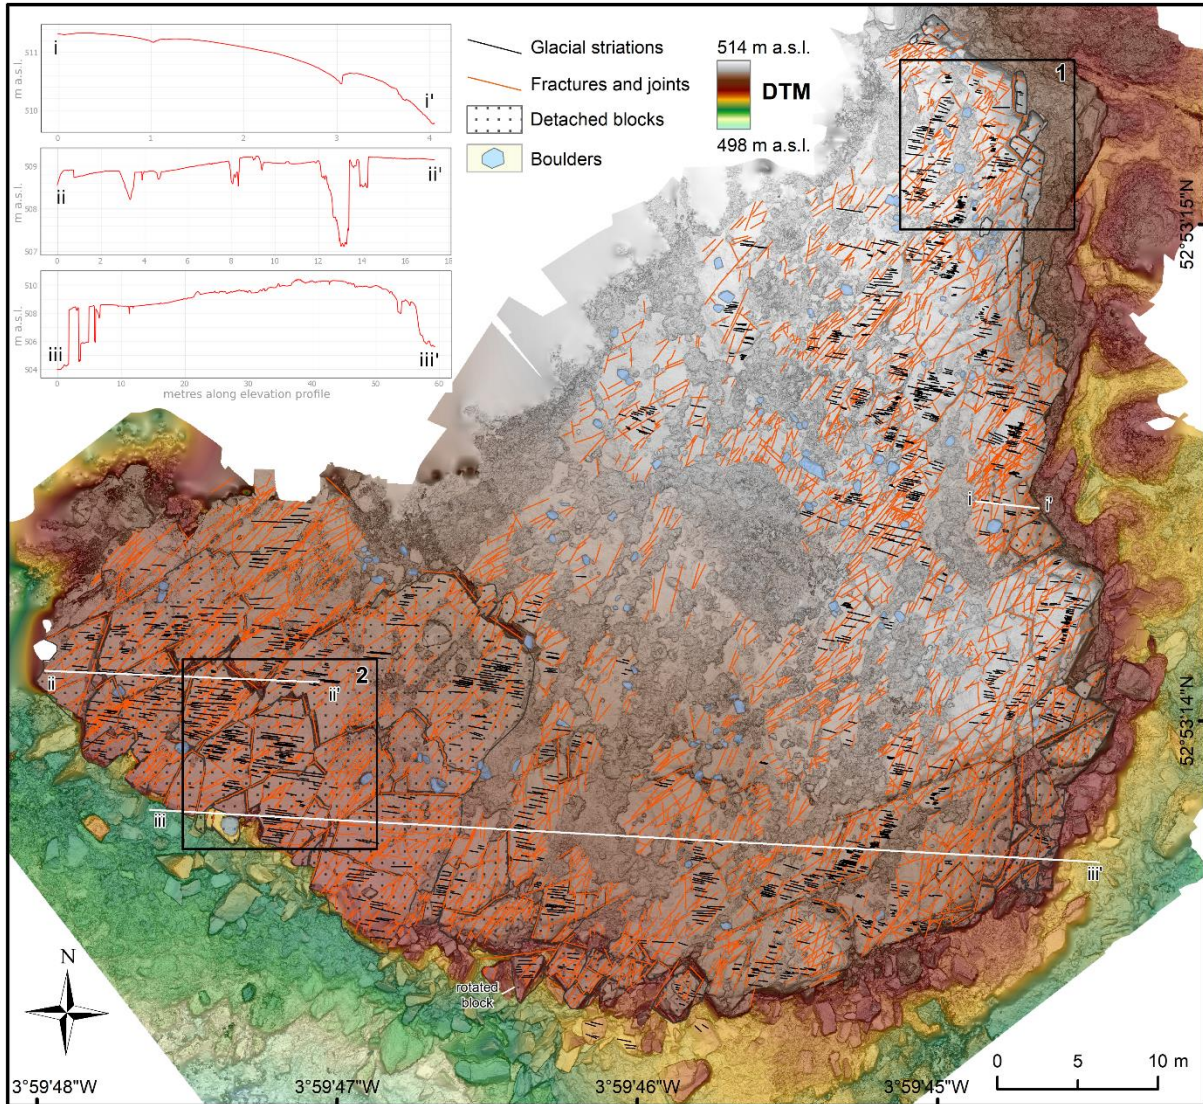 i
i'
m a.s.l.
511
510
0
1
2
3
4
ii
ii'
m a.s.l.
509
508
507
0
2
4
6
8
10
12
14
16
18
iii
iii'
m a.s.l.
510
508
506
504
0
10
20
30
40
50
60
metres along elevation profile
Glacial striations
Fractures and joints
Detached blocks
Boulders
514 m a.s.l.
DTM
498 m a.s.l.
1
52°53'15"N
i
i'
ii
ii'
2
52°53'14"N
iii
iii'
rotated
block
N
0
5
10 m
3°59'48"W
3°59'47"W
3°59'46"W
3°59'45"W